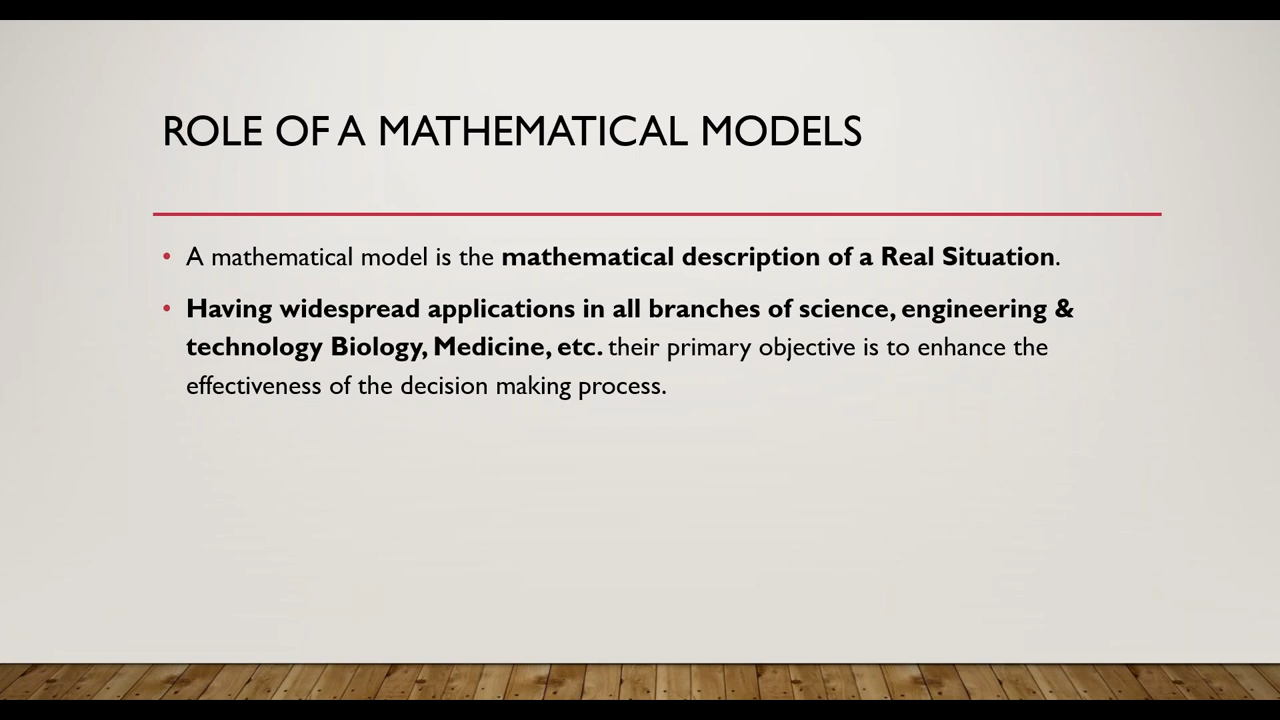 ROLE OF A MATHEMATICAL MODELS
• A mathematical model is the mathematical description of a Real Situation.
• Having widespread applications in all branches of science, engineering &
technology Biology, Medicine, etc. their primary objective is to enhance the
effectiveness of the decision making process.